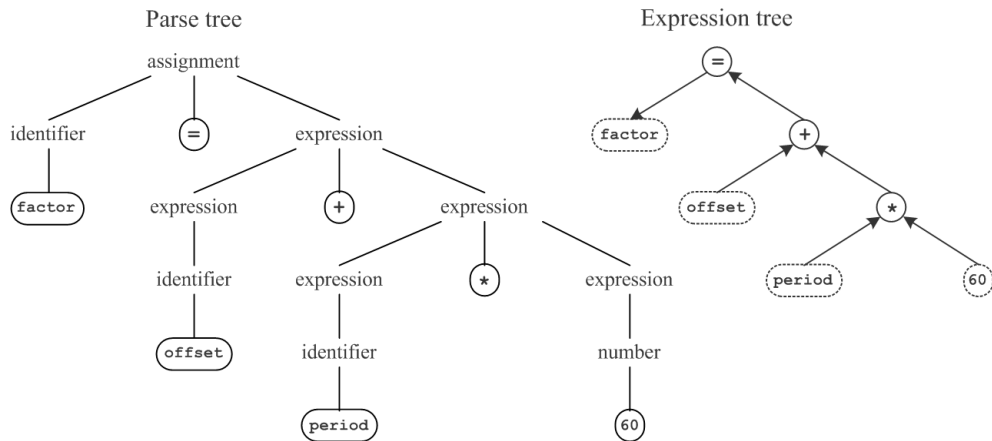 Parse tree
Expression tree
assignment
=
identifier
=
expression
factor
+
factor
expression
+
expression
offset
*
identifier
expression
*
expression
period
60
offset
identifier
number
period
60